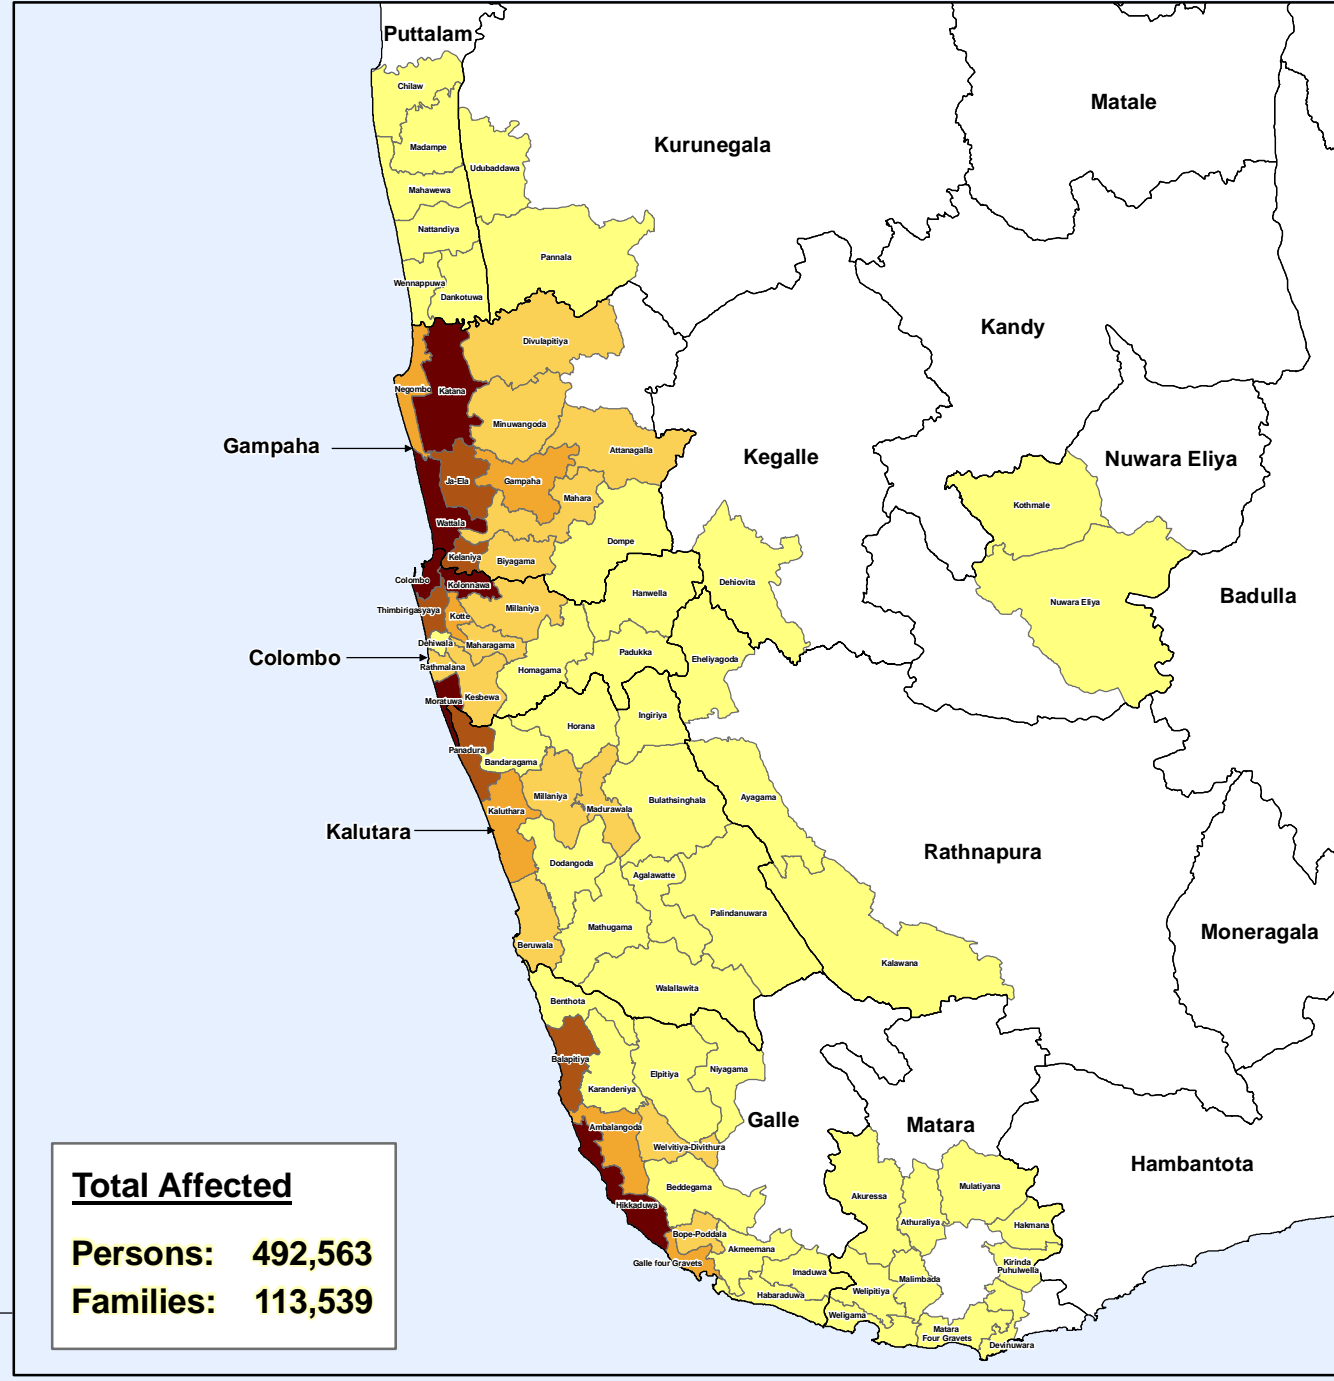 Puttalam
Chilaw
Matale
Kurunegala
Madampe
Udubaddawa
Mahawewa
Nattandiya
Pannala
Wennappuwa
Dankotuwa
Kandy
Divulapitiya
Negombo
Katana
Minuwangoda
Gampaha
Attanagalla
Kegalle
Nuwara Eliya
Ja-Ela
Gampaha
Mahara
Kothmale
Wattala
Dompe
Kelaniya
Biyagama
Colombo
Kolonnawa
Dehiovita
Hanwella
Badulla
Nuwara Eliya
Thimbirigasyaya
Kotte
Millaniya
Dehiwala
Maharagama
Padukka
Eheliyagoda
Colombo
Rathmalana
Homagama
Kesbewa
Moratuwa
Ingiriya
Horana
Panadura
Bandaragama
Millaniya
Madurawala
Bulathsinghala
Ayagama
Kaluthara
Kalutara
Rathnapura
Dodangoda
Agalawatte
Palindanuwara
Mathugama
Moneragala
Beruwala
Kalawana
Walallawita
Benthota
Balapitiya
Niyagama
Elpitiya
Karandeniya
Galle
Matara
Ambalangoda
Welvitiya-Divithura
Hambantota
Beddegama
Akuressa
Mulatiyana
Hikkaduwa
Athuraliya
Hakmana
Bope-Poddala
Akmeemana
Galle four Gravets
Imaduwa
Malimbada
Kirinda
Puhulwella
Habaraduwa
Welipitiya
Weligama
Matara
Four Gravets
Devinuwara
Total Affected
Persons: 492,563
Families: 113,539